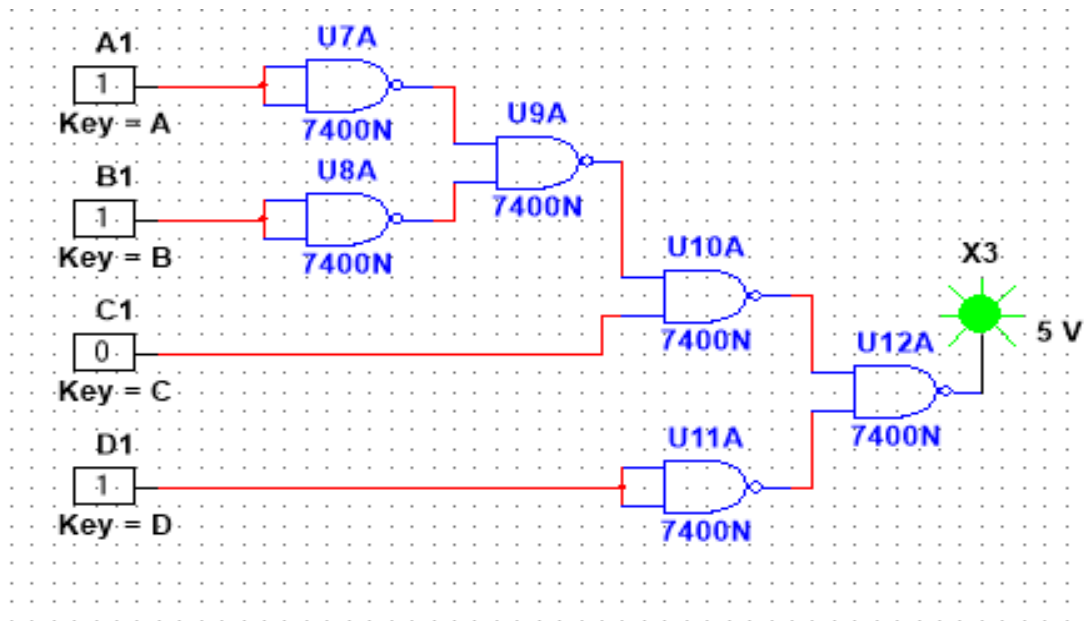 A1
1
Key = A
U7A
7400N
B1
1
Key = B
U8A
7400N
U9A
7400N
C1
0
Key = C
U10A
7400N
D1
1
Key = D
U11A
7400N
U12A
7400N
X3
5 V